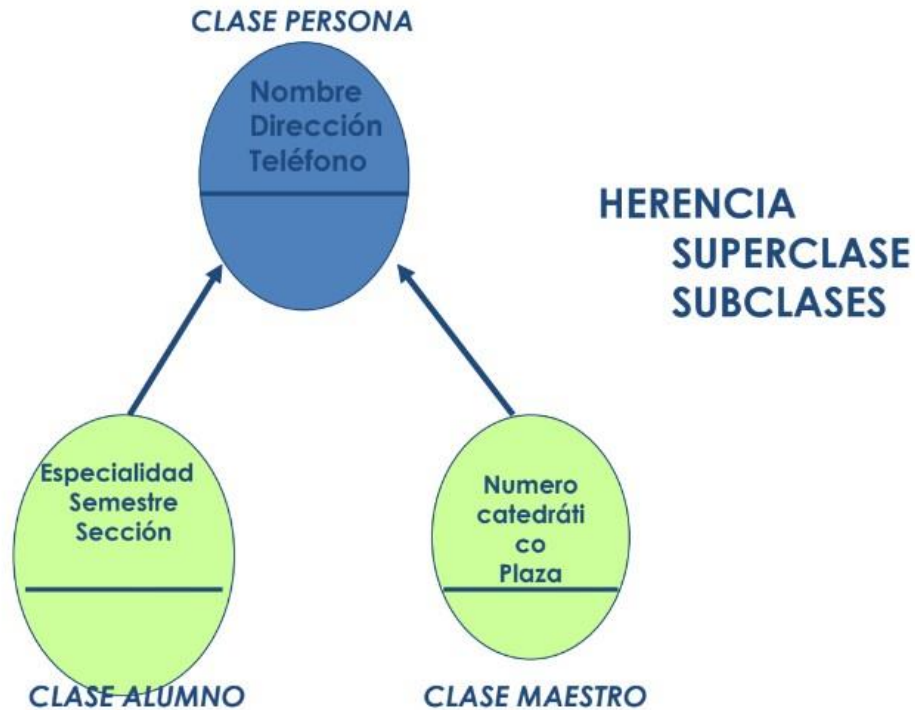 CLASE PERSONA
Nombre
Dirección
Teléfono
HERENCIA
SUPERCLASE
SUBCLASES
Especialidad
Semestre
Sección
Numero
catedráti
co
Plaza
CLASE ALUMNO
CLASE MAESTRO